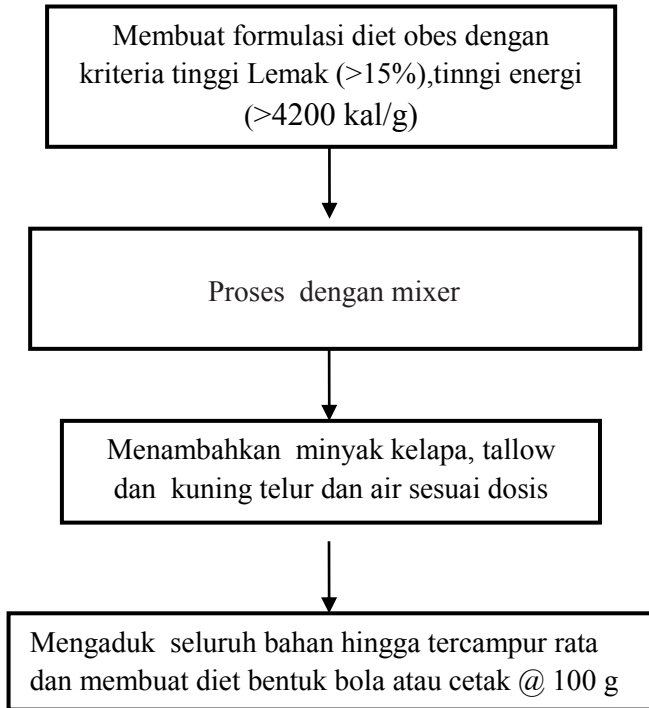 Membuat formulasi diet obes dengan
kriteria tinggi Lemak (>15%),tinngi energi
(>4200 kal/g)
Proses dengan mixer
Menambahkan minyak kelapa, tallow
dan kuning telur dan air sesuai dosis
Mengaduk seluruh bahan hingga tercampur rata
dan membuat diet bentuk bola atau cetak @ 100 g